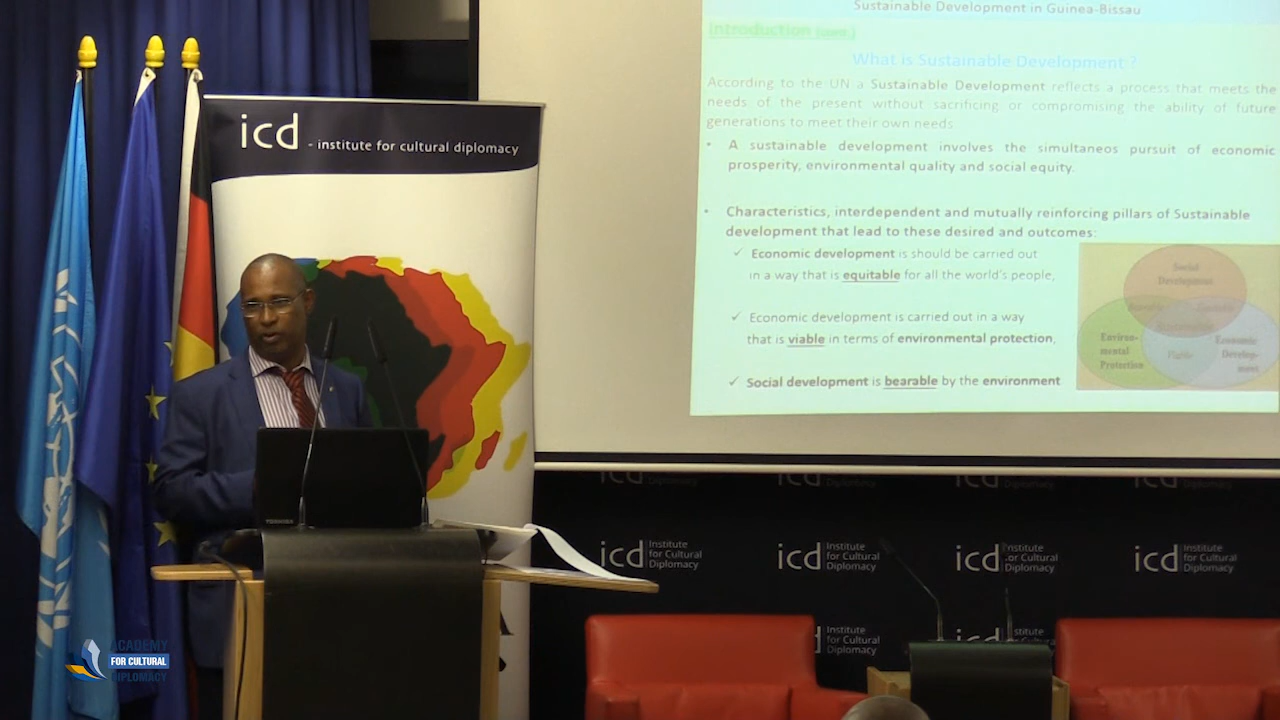 icd - institute for cultural diplomacy
Sustainable Development in Guinea-Bissau
Introduction (cont.)
What is Sustainable Development ?
According to the UN a Sustainable Development reflects a process that meets the
needs of the present without sacrificing or compromising the ability of future
generations to meet their own needs
• A sustainable development involves the simultaneos pursuit of economic
prosperity, environmental quality and social equity.
• Characteristics, interdependent and mutually reinforcing pillars of Sustainable
development that lead to these desired and outcomes:
✓ Economic development is should be carried out
in a way that is equitable for all the world's people,
✓ Economic development is carried out in a way
that is viable in terms of environmental protection,
✓ Social development is bearable by the environment
Social
Development
Environ-
mental
Protection
Economic
Develop-
ment
TOSHIBA
Diplomacy
Diplomacy
Diplomacy
Diplomacy
icd Institute
for Cultural
Diplomacy
icd Institute
for Cultural
Diplomacy
icd Institute
for Cultural
Diplomacy
icd Institute
for Cultural
Diplomacy
Institute
for Cultural
Diplomacy
icd
ACADEMY
FOR CULTURAL
DIPLOMACY